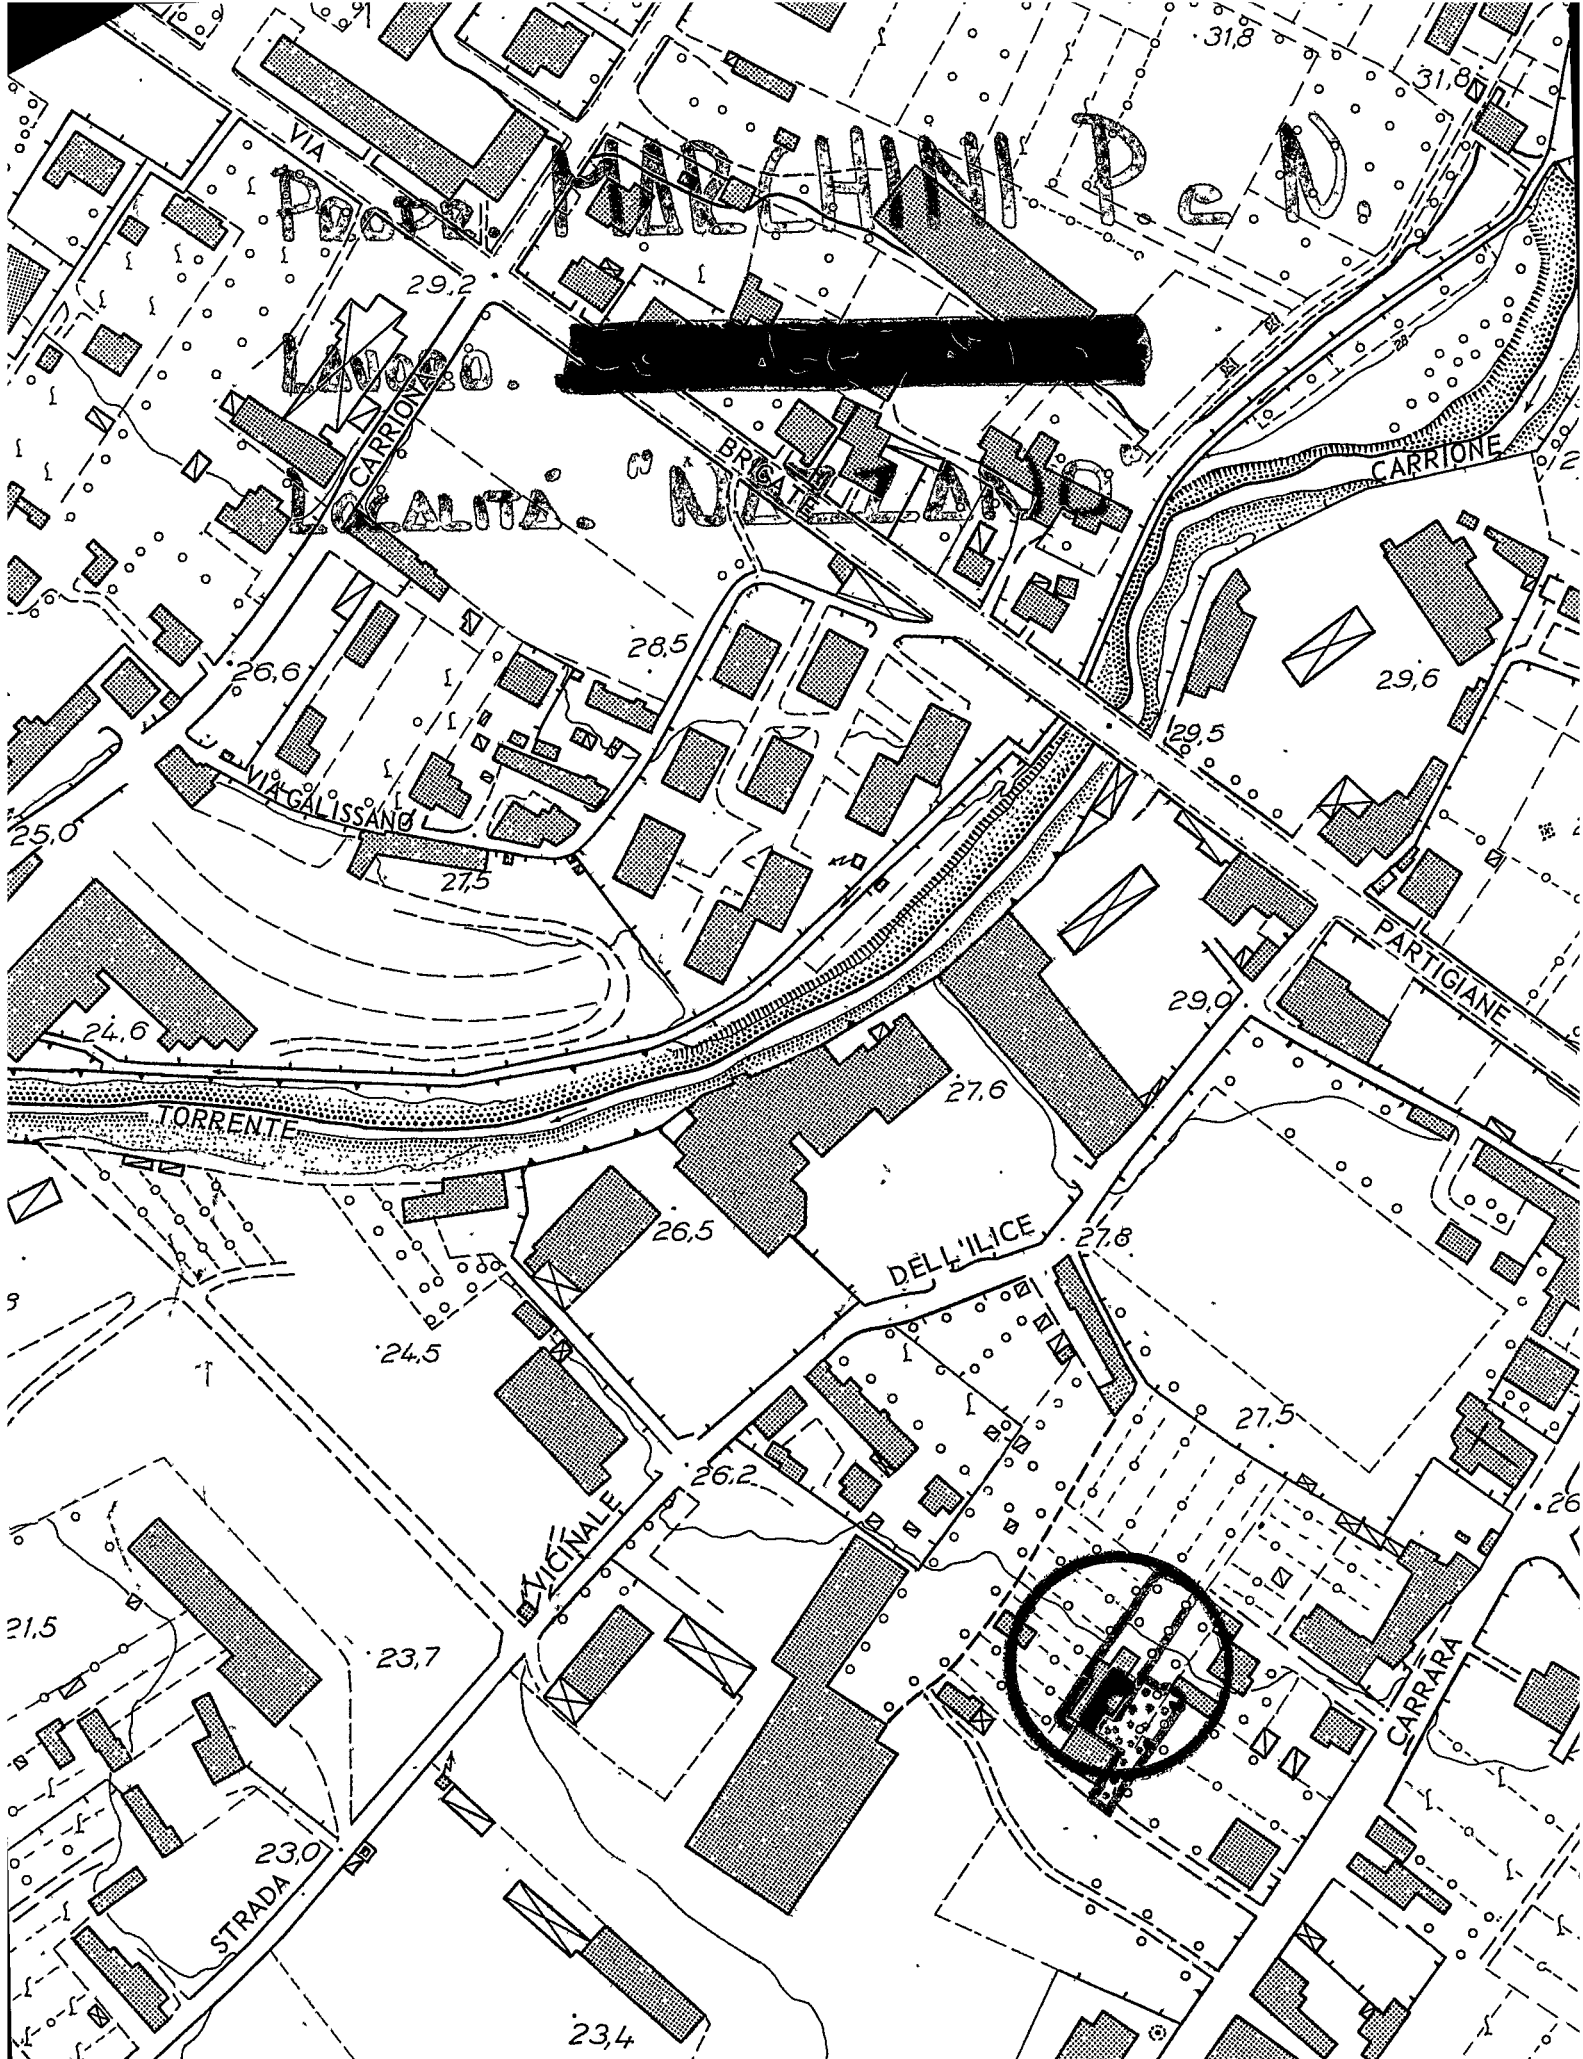 31,8
31,8
VIA
PROPR. MARCHINI P e N.
29,2
LAVORO.
28
CARRIONA
BRIGATE
CARRIONE
LOCALITA. "NAZZANO"
28,5
26,6
29,6
29,5
VIA GALISSANO
25,0
27,5
PARTIGIANE
29,0
24,6
27,6
TORRENTE
26,5
DELL'ILICE
27,8
24,5
27,5
26,2
26
VICINALE
21,5
23,7
CARRARA
23,0
STRADA
23,4